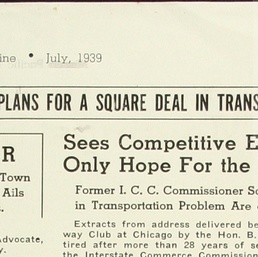 ine • July, 1939
PLANS FOR A SQUARE DEAL IN TRANS
R
Town
Ails
Advocate,
y.
Sees Competitive E
Only Hope For the
Former I. C. C. Commissioner Sc
in Transportation Problem Are
Extracts from address delivered be
way Club at Chicago by the Hon. B.
tired after more than 28 years of se
the Interstate Commerce Commission